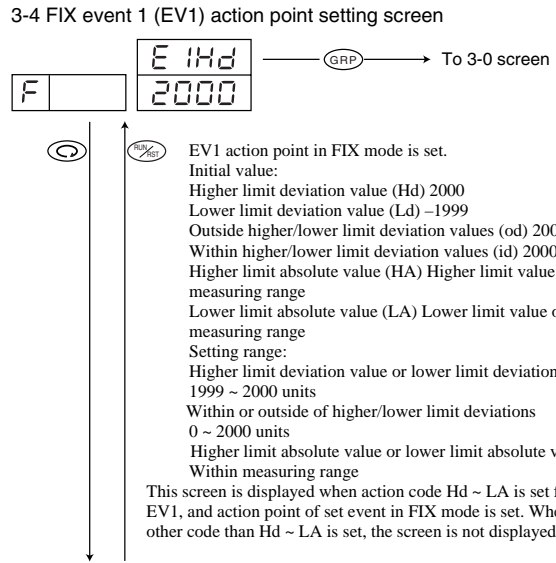 3-4 FIX event 1 (EV1) action point setting screen
E 1Hd
GRP
To 3-0 screen
F
2000
RUN/RST
EV1 action point in FIX mode is set.
Initial value:
Higher limit deviation value (Hd) 2000
Lower limit deviation value (Ld) –1999
Outside higher/lower limit deviation values (od) 200
Within higher/lower limit deviation values (id) 2000
Higher limit absolute value (HA) Higher limit value
measuring range
Lower limit absolute value (LA) Lower limit value
measuring range
Setting range:
Higher limit deviation value or lower limit deviation
1999 ~ 2000 units
Within or outside of higher/lower limit deviations
0 ~ 2000 units
Higher limit absolute value or lower limit absolute
Within measuring range
This screen is displayed when action code Hd ~ LA is set
EV1, and action point of set event in FIX mode is set.
other code than Hd ~ LA is set, the screen is not displayed